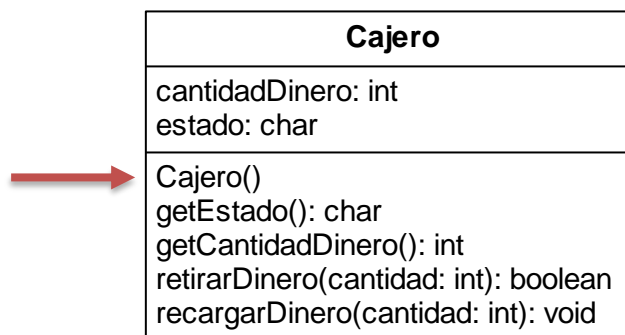 Cajero
cantidadDinero: int
estado: char
Cajero()
getEstado(): char
getCantidadDinero(): int
retirarDinero(cantidad: int): boolean
recargarDinero(cantidad: int): void